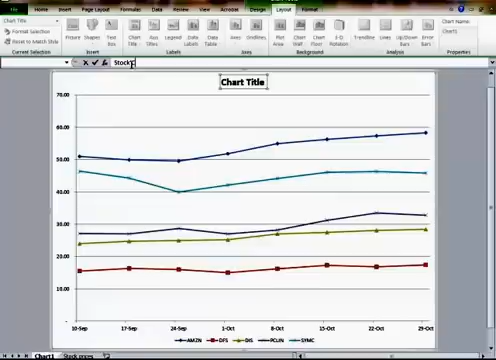 File Home Insert Page Layout Formulas Data Review View Design Layout Format
Chart Title
Format Selection
Reset to Match Style
Current Selection
Picture Shapes Text Box
Insert
Chart Title Axis Titles Legend Data Labels Data Table
Labels
Axes Gridlines
Axes
Plot Area Chart Wall Chart Floor 3-D Rotation
Background
Trendline Lines Up/Down Bars Error Bars
Analysis
Chart Name:
Chart1
Properties
Stock
Chart Title
70.00
60.00
50.00
40.00
30.00
20.00
10.00
-
10-Sep 17-Sep 24-Sep 1-Oct 8-Oct 15-Oct 22-Oct 29-Oct
AMZN DFS DIS PCLIN SYMC
Chart1 Stock prices